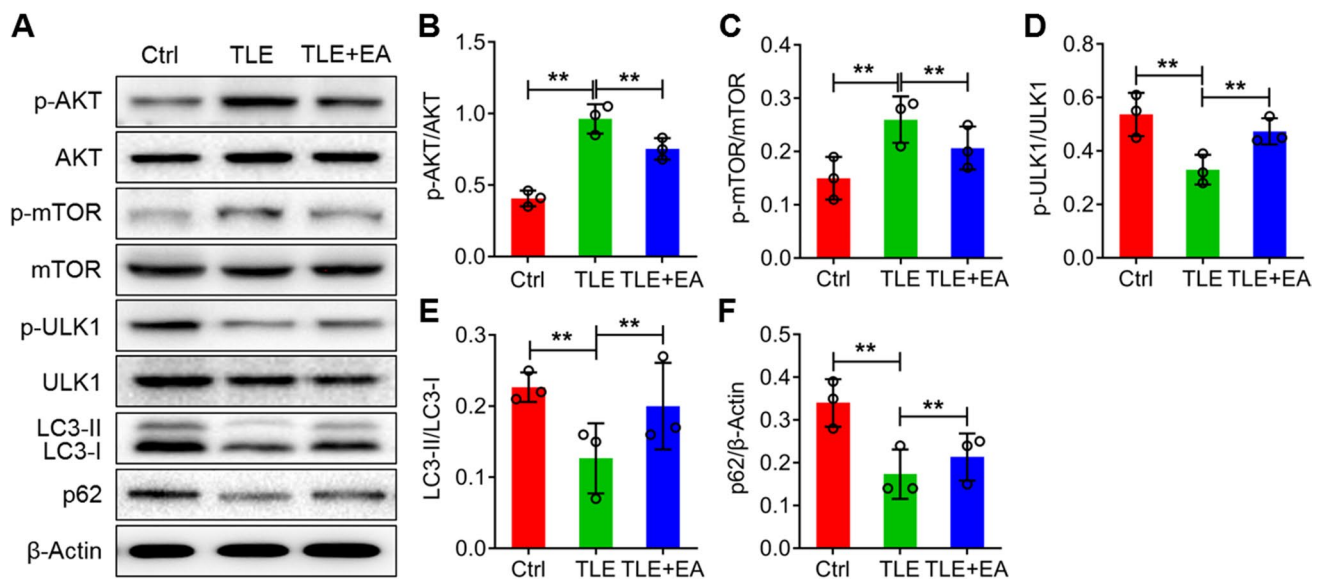 A
Ctrl TLE TLE+EA
p-AKT
AKT
p-mTOR
mTOR
p-ULK1
ULK1
LC3-II
LC3-I
p62
β-Actin
B
p-AKT/AKT
1.5
1.0
0.5
0.0
** **
Ctrl TLE TLE+EA
C
p-mTOR/mTOR
0.4
0.3
0.2
0.1
0.0
** **
Ctrl TLE TLE+EA
D
p-ULK1/ULK1
0.8
0.6
0.4
0.2
0.0
** **
Ctrl TLE TLE+EA
E
LC3-II/LC3-I
0.3
0.2
0.1
0.0
** **
Ctrl TLE TLE+EA
F
p62/β-Actin
0.5
0.4
0.3
0.2
0.1
0.0
** **
Ctrl TLE TLE+EA